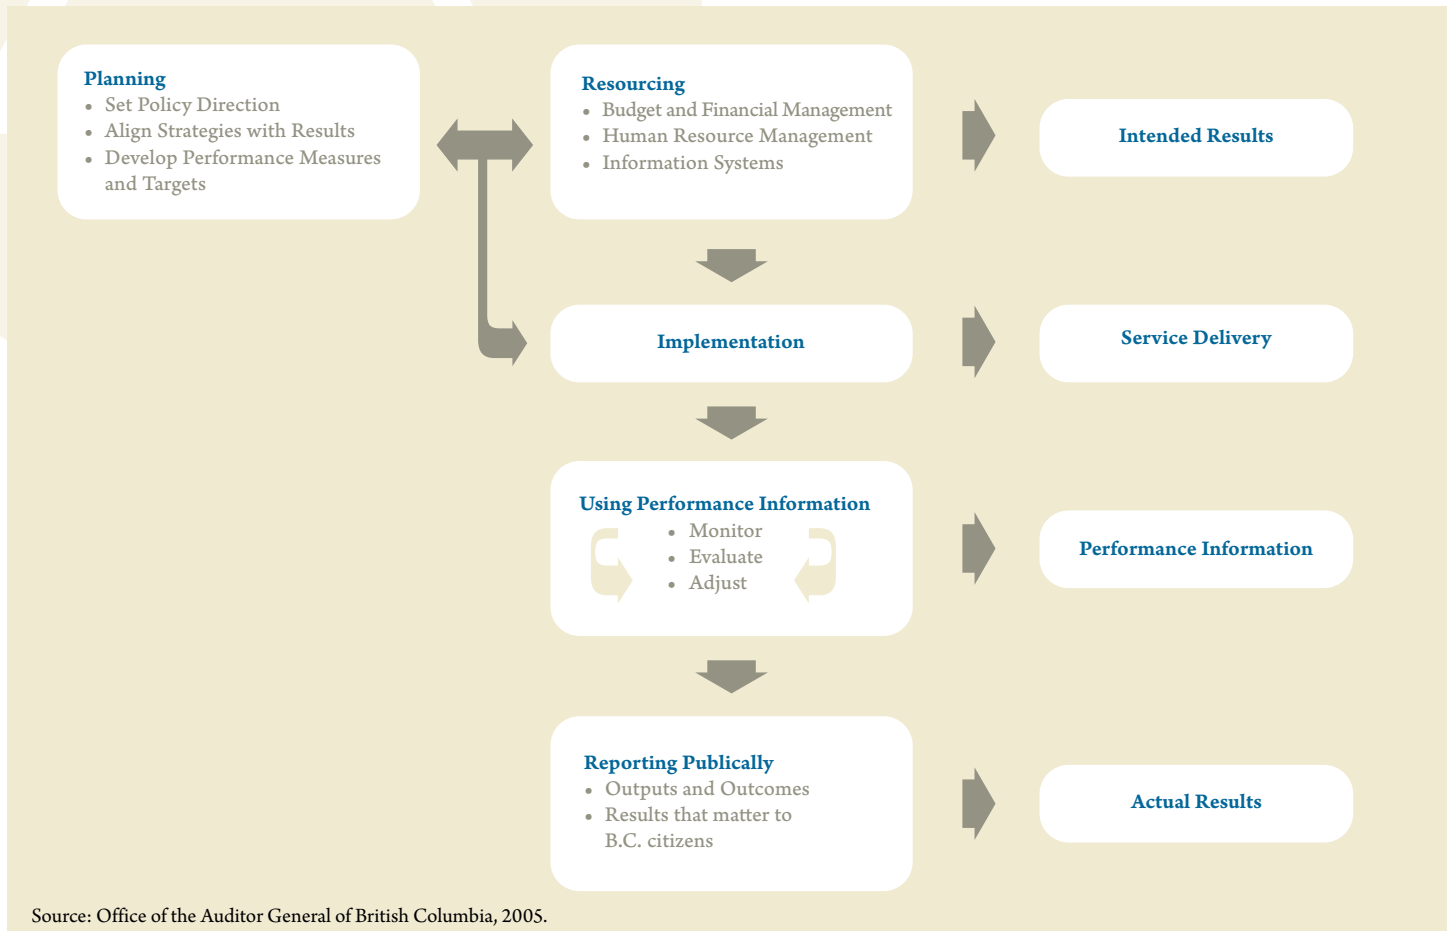 Planning
• Set Policy Direction
• Align Strategies with Results
• Develop Performance Measures
and Targets
Resourcing
• Budget and Financial Management
• Human Resource Management
• Information Systems
Intended Results
Implementation
Service Delivery
Using Performance Information
• Monitor
• Evaluate
• Adjust
Performance Information
Reporting Publically
• Outputs and Outcomes
• Results that matter to
B.C. citizens
Actual Results
Source: Office of the Auditor General of British Columbia, 2005.